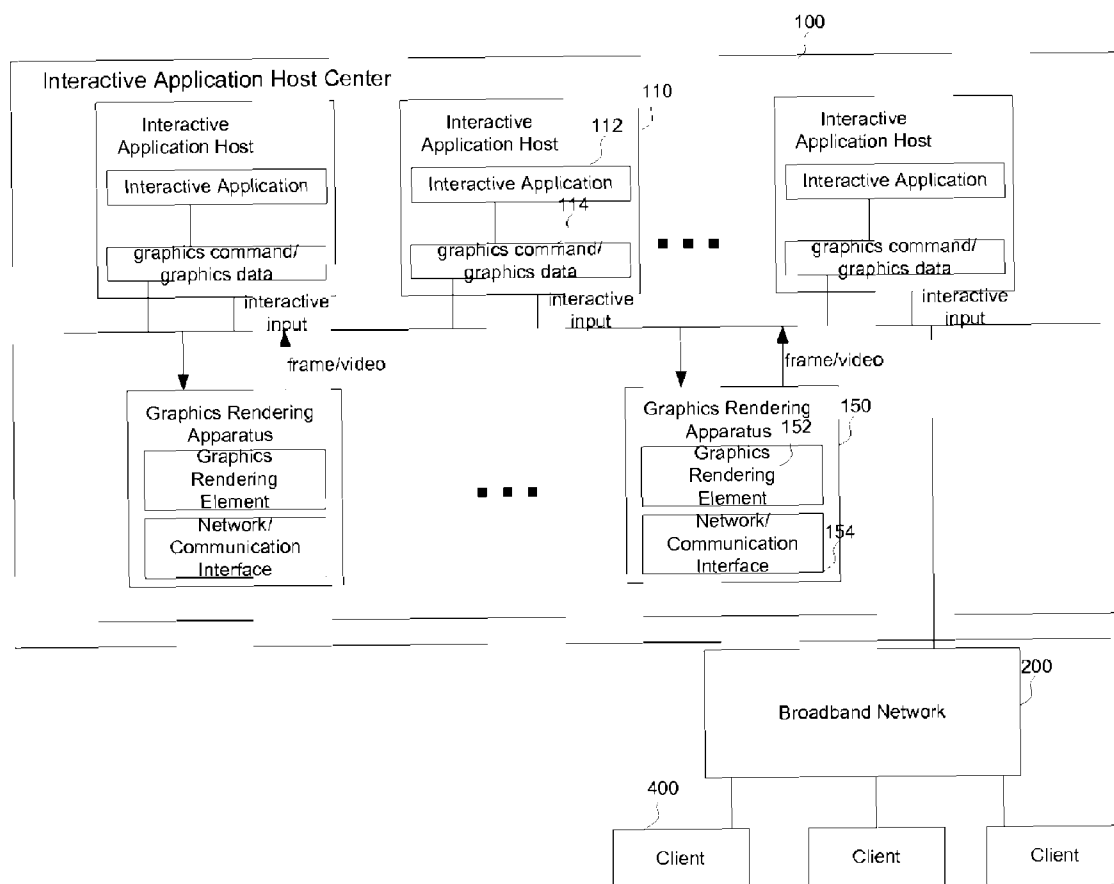 100
Interactive Application Host Center
Interactive
Application Host
Interactive Application
graphics command/
graphics data
interactive
input
110
Interactive
Application Host
112
Interactive Application
114
graphics command/
graphics data
interactive
input
Interactive
Application Host
Interactive Application
graphics command/
graphics data
interactive
input
frame/video
frame/video
Graphics Rendering
Apparatus
Graphics
Rendering
Element
Network/
Communication
Interface
Graphics Rendering
Apparatus
150
152
Graphics
Rendering
Element
Network/
Communication
Interface
154
Broadband Network
200
400
Client
Client
Client